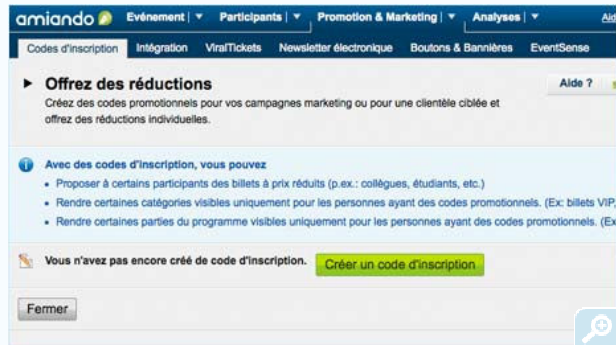 amiando Evénement | ▼ Participants | ▼ Promotion & Marketing | ▼ Analyses | ▼
Codes d'inscription Intégration ViralTickets Newsletter électronique Boutons & Bannières EventSense
► Offrez des réductions Aide ?
Créez des codes promotionnels pour vos campagnes marketing ou pour une clientèle ciblée et
offrez des réductions individuelles.
Avec des codes d'inscription, vous pouvez
• Proposer à certains participants des billets à prix réduits (p.ex.: collègues, étudiants, etc.)
• Rendre certaines catégories visibles uniquement pour les personnes ayant des codes promotionnels. (Ex: billets VIP,
• Rendre certaines parties du programme visibles uniquement pour les personnes ayant des codes promotionnels. (Ex
Vous n'avez pas encore créé de code d'inscription. Créer un code d'inscription
Fermer